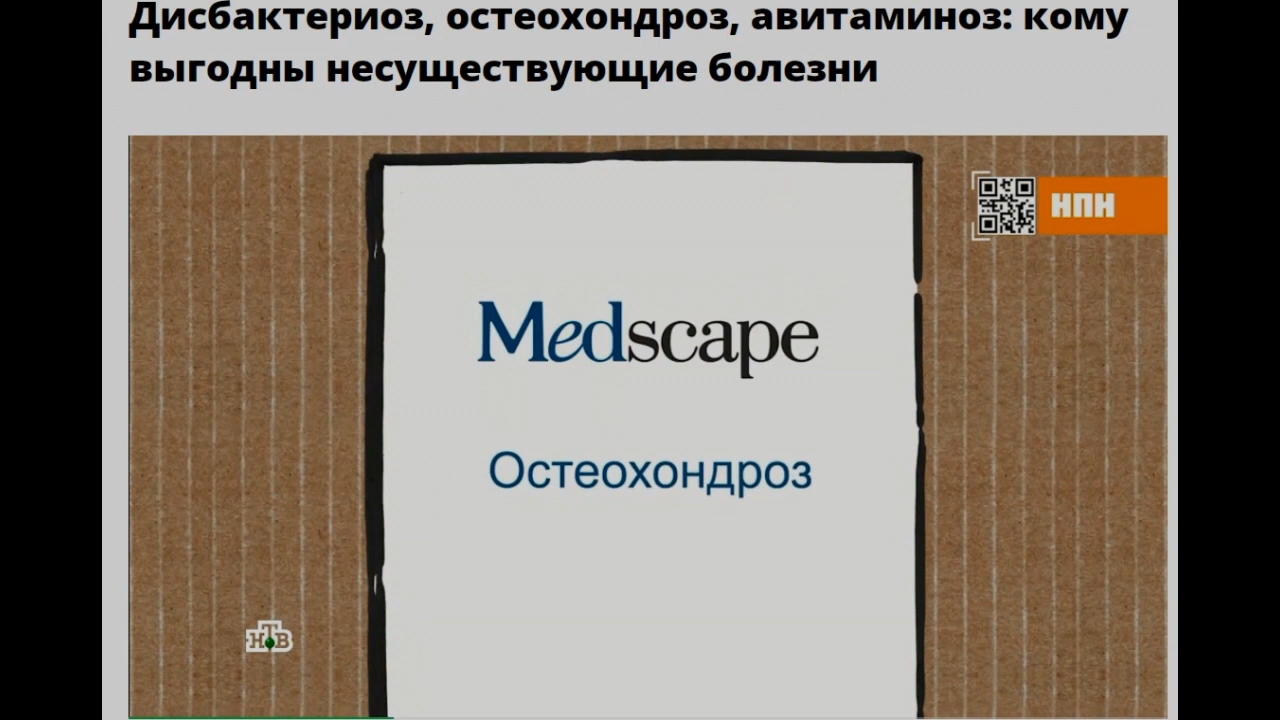 Дисбактериоз, остеохондроз, авитаминоз: кому
выгодны несуществующие болезни
НПН
Medscape
Остеохондроз
НТВ